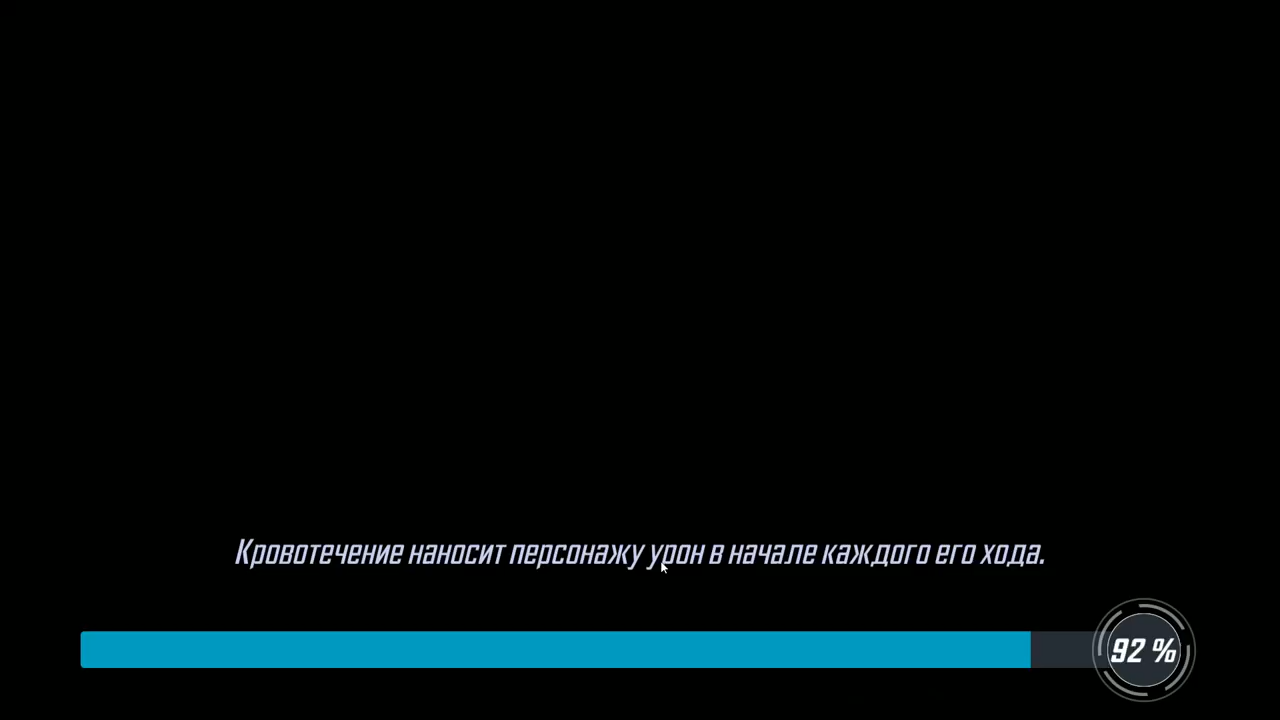 Кровотечение наносит персонажу урон в начале каждого его хода.
92 %